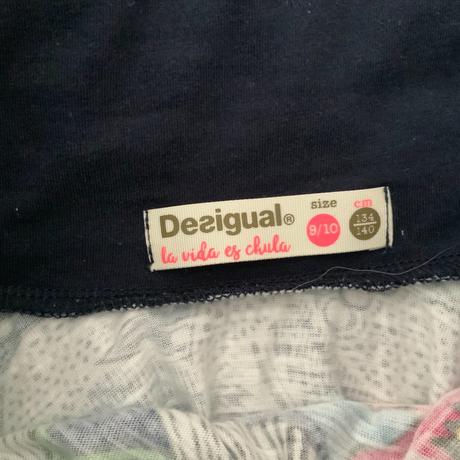 Desigual®
la vida es chula
size
9/10
cm
134
140